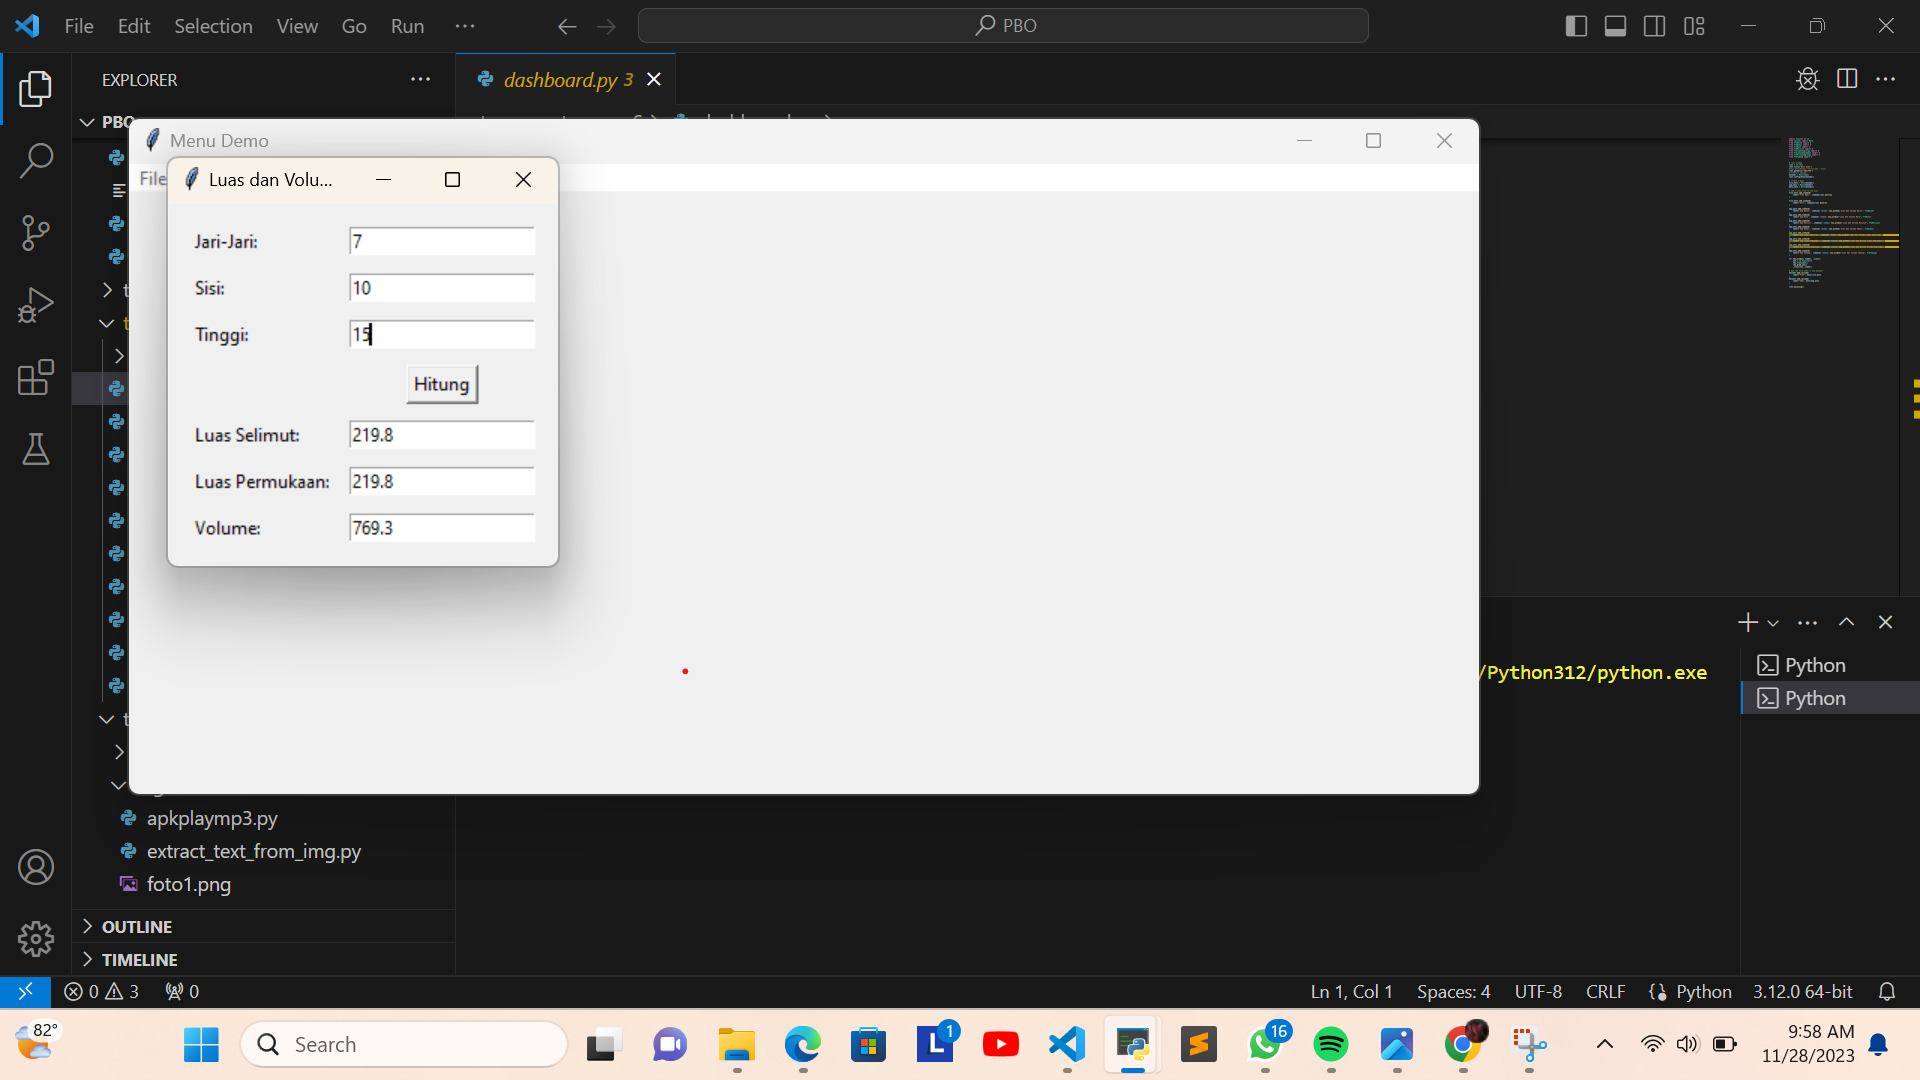 File Edit Selection View Go Run ··· PBO
EXPLORER ···
dashboard.py 3
PBO
Menu Demo
File
Luas dan Volu...
Jari-Jari: 7
Sisi: 10
Tinggi: 15
Hitung
Luas Selimut: 219.8
Luas Permukaan: 219.8
Volume: 769.3
/Python312/python.exe
Python
Python
apkplaymp3.py
extract_text_from_img.py
foto1.png
OUTLINE
TIMELINE
0 3 0
Ln 1, Col 1 Spaces: 4 UTF-8 CRLF Python 3.12.0 64-bit
82°
Search
L 1
16
9:58 AM
11/28/2023